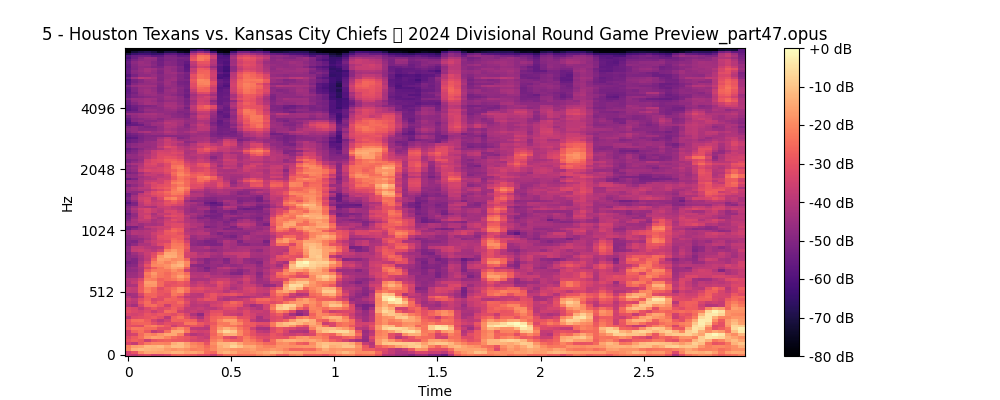 5 - Houston Texans vs. Kansas City Chiefs ｜ 2024 Divisional Round Game Preview_part47.opus
+0 dB
-10 dB
-20 dB
-30 dB
-40 dB
-50 dB
-60 dB
-70 dB
-80 dB
4096
2048
1024
512
0
Hz
0
0.5
1
1.5
2
2.5
Time